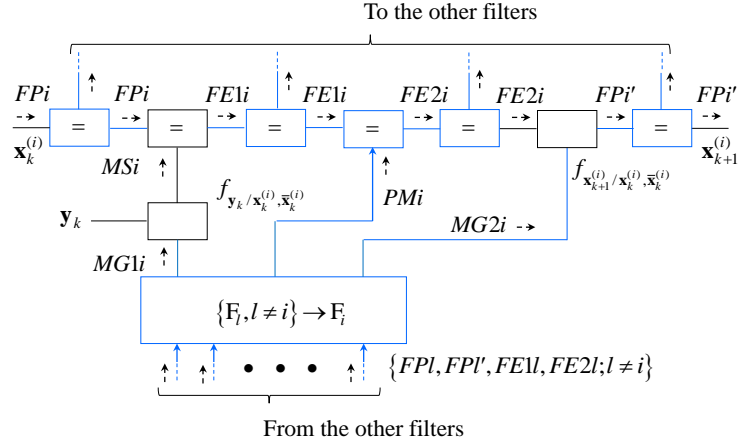 To the other filters
FPi FPi FE1i FE1i FE2i FE2i FPi′ FPi′
= = = = = =
x_k^{(i)} x_{k+1}^{(i)}
MSi f_{y_k / x_k^{(i)}, x̄_k^{(i)}} PMi f_{x_{k+1}^{(i)} / x_k^{(i)}, x̄_k^{(i)}}
y_k
MG1i MG2i
{F_l, l ≠ i} → F_i
{FPl, FPl′, FE1l, FE2l; l ≠ i}
From the other filters